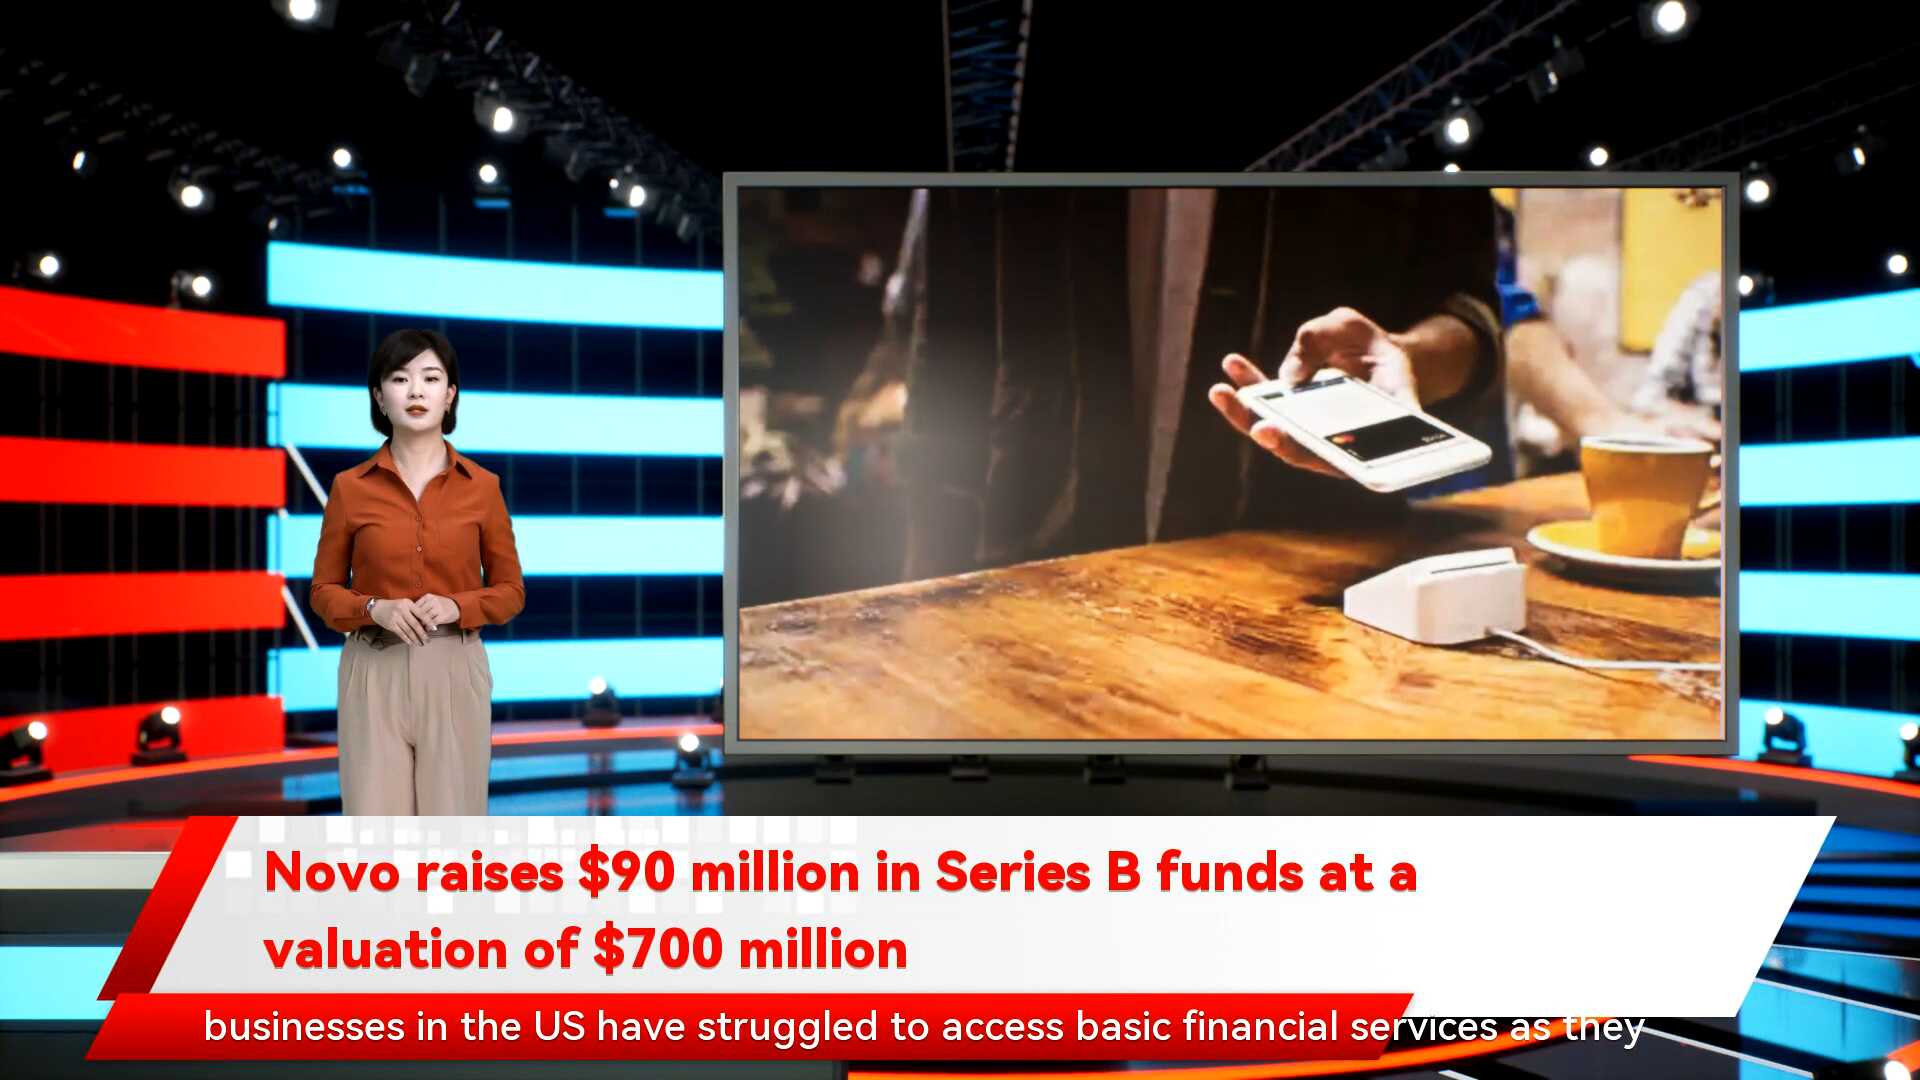 Novo raises $90 million in Series B funds at a
valuation of $700 million
businesses in the US have struggled to access basic financial services as they